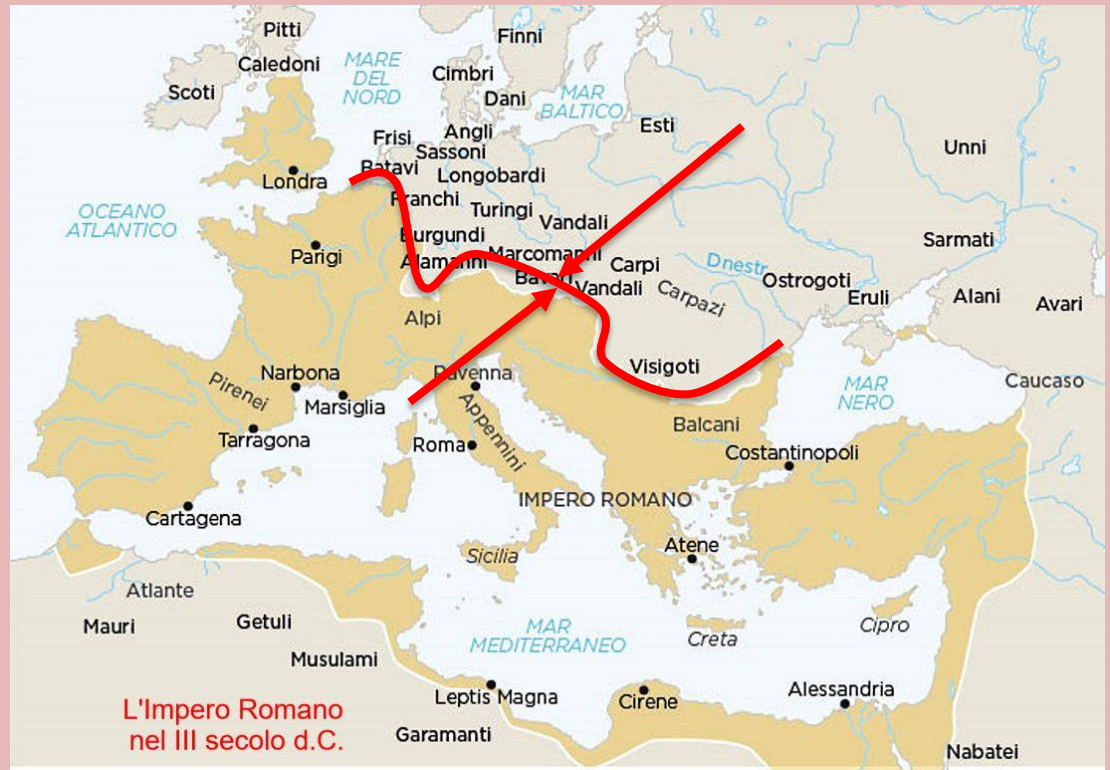 Pitti
Finni
Caledoni
MARE
DEL
NORD
Cimbri
Scoti
Dani
MAR
BALTICO
Esti
Angli
Frisi
Sassoni
Unni
Batavi
Longobardi
Londra
Franchi
Turingi
Vandali
OCEANO
ATLANTICO
Burgundi
Sarmati
Parigi
Marcomanni
Alamanni
Carpi
Dnestr
Bavari
Vandali
Ostrogoti
Carpazi
Eruli
Alani
Avari
Alpi
Visigoti
Narbona
Ravenna
Pirenei
MAR
NERO
Caucaso
Marsiglia
Appennini
Balcani
Tarragona
Roma
Costantinopoli
IMPERO ROMANO
Cartagena
Atene
Sicilia
Atlante
Mauri
Getuli
MAR
MEDITERRANEO
Creta
Cipro
Musulami
Leptis Magna
Cirene
Alessandria
L'Impero Romano
nel III secolo d.C.
Garamanti
Nabatei